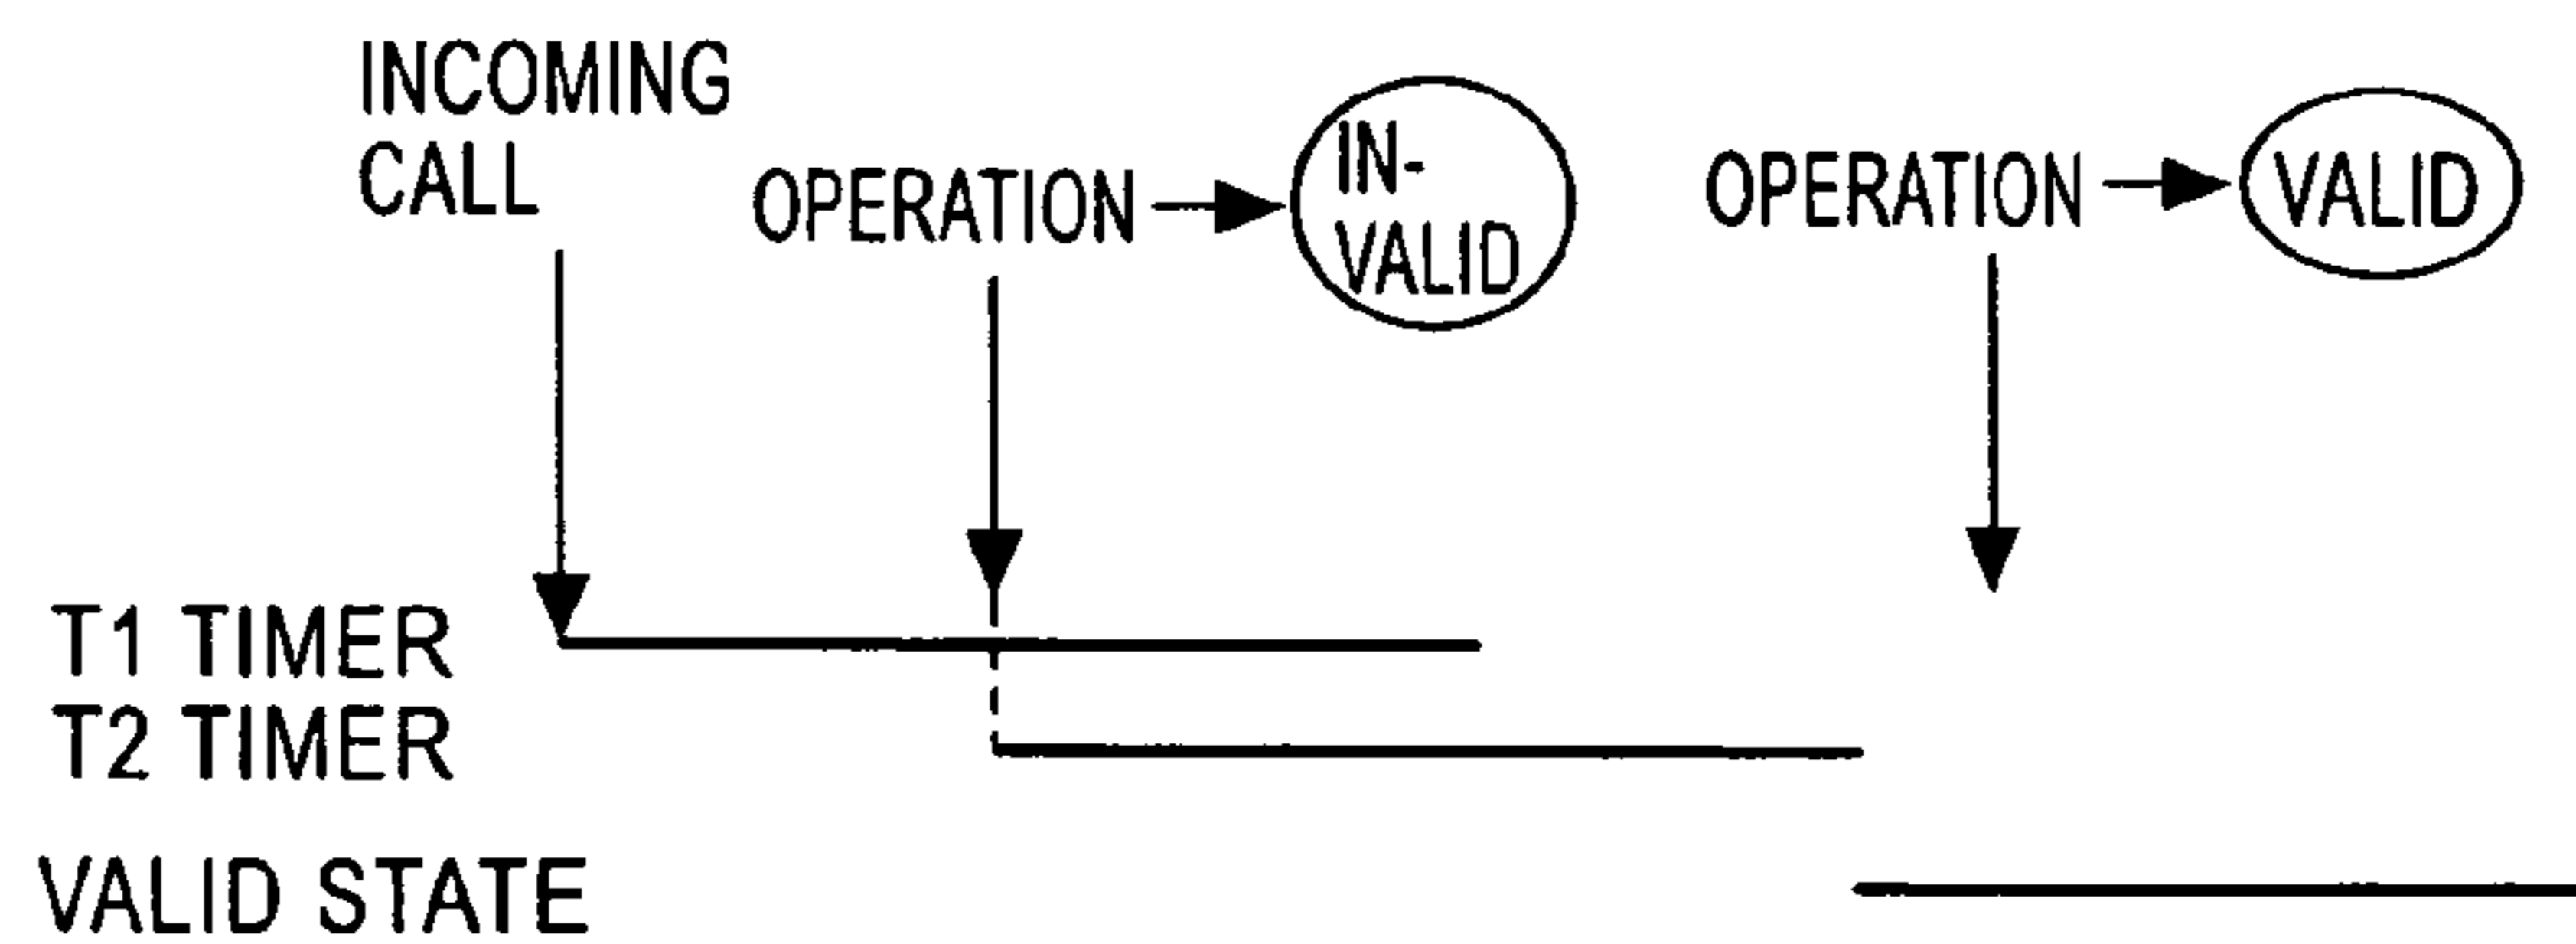 INCOMING
CALL
OPERATION
IN-
VALID
OPERATION
VALID
T1 TIMER
T2 TIMER
VALID STATE